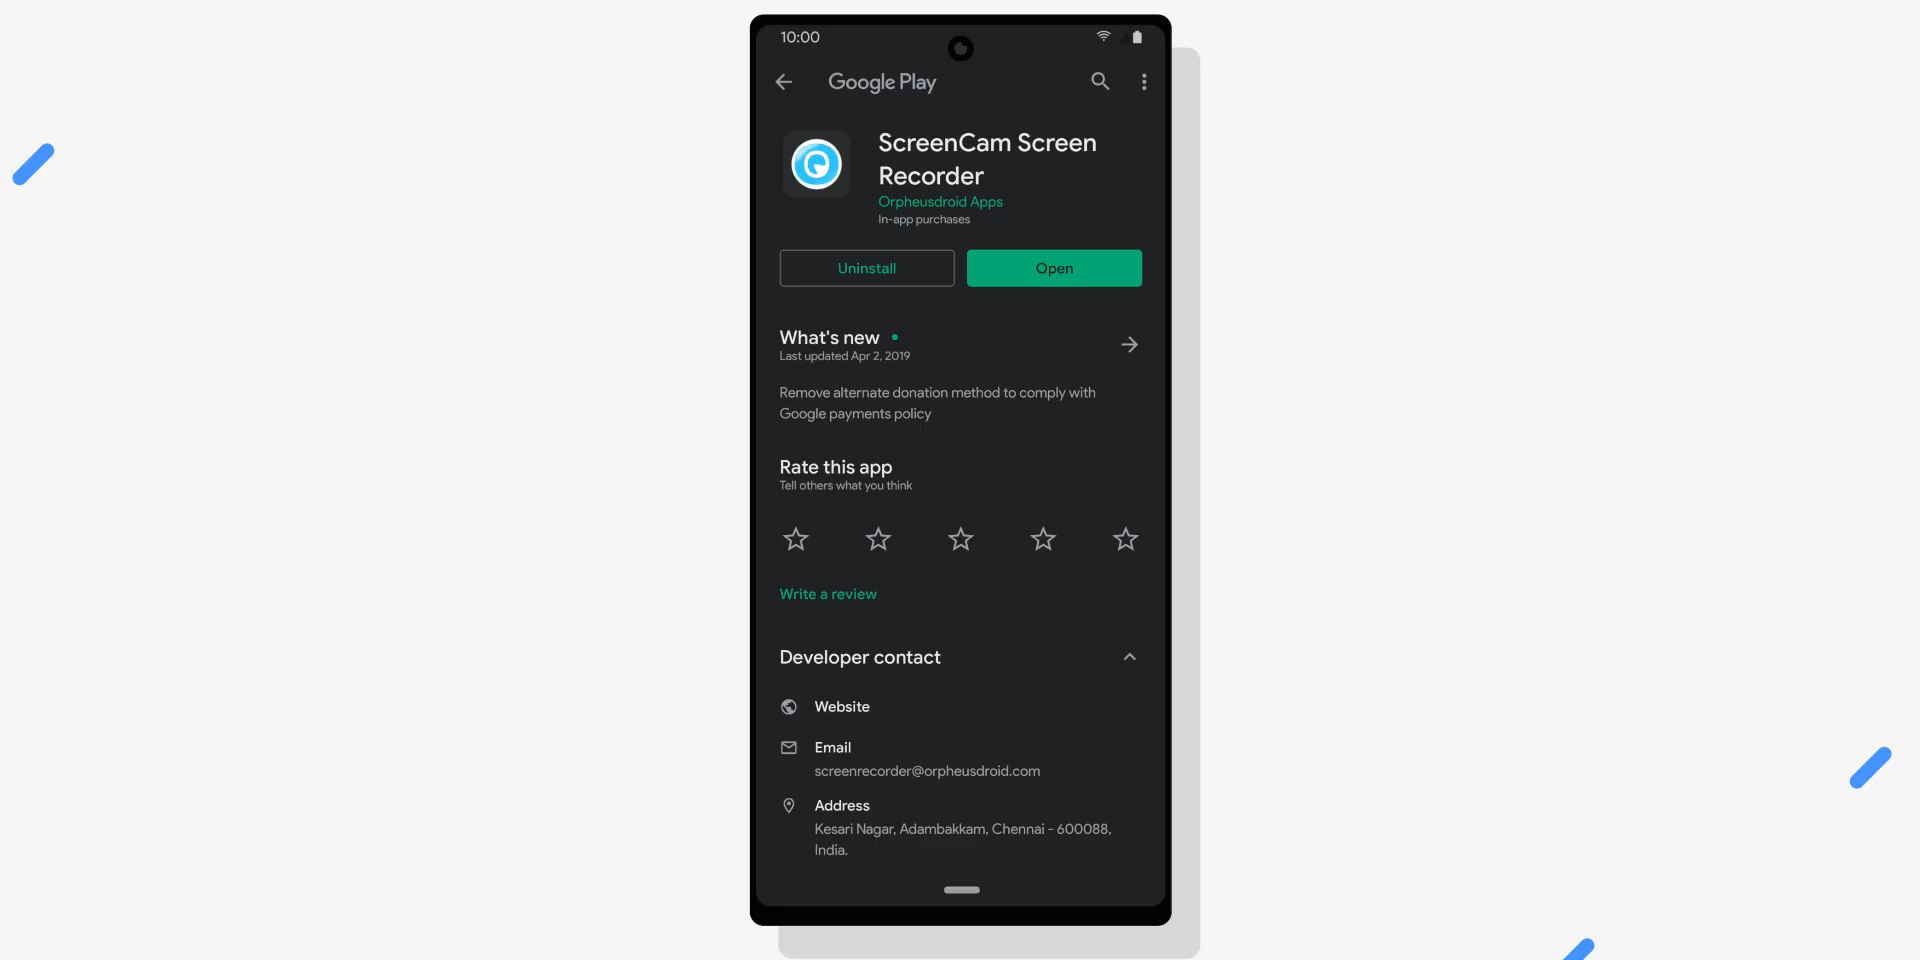 10:00
Google Play
ScreenCam Screen
Recorder
Orpheusdroid Apps
In-app purchases
Uninstall
Open
What's new
Last updated Apr 2, 2019
Remove alternate donation method to comply with
Google payments policy
Rate this app
Tell others what you think
Write a review
Developer contact
Website
Email
screenrecorder@orpheusdroid.com
Address
Kesari Nagar, Adambakkam, Chennai - 600088,
India.